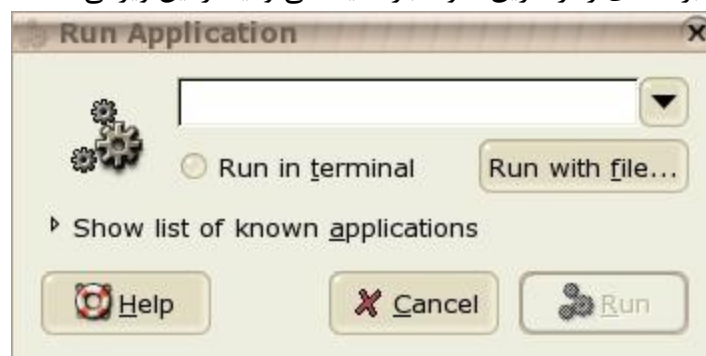 Run Application
Run in terminal
Run with file...
Show list of known applications
Help
Cancel
Run